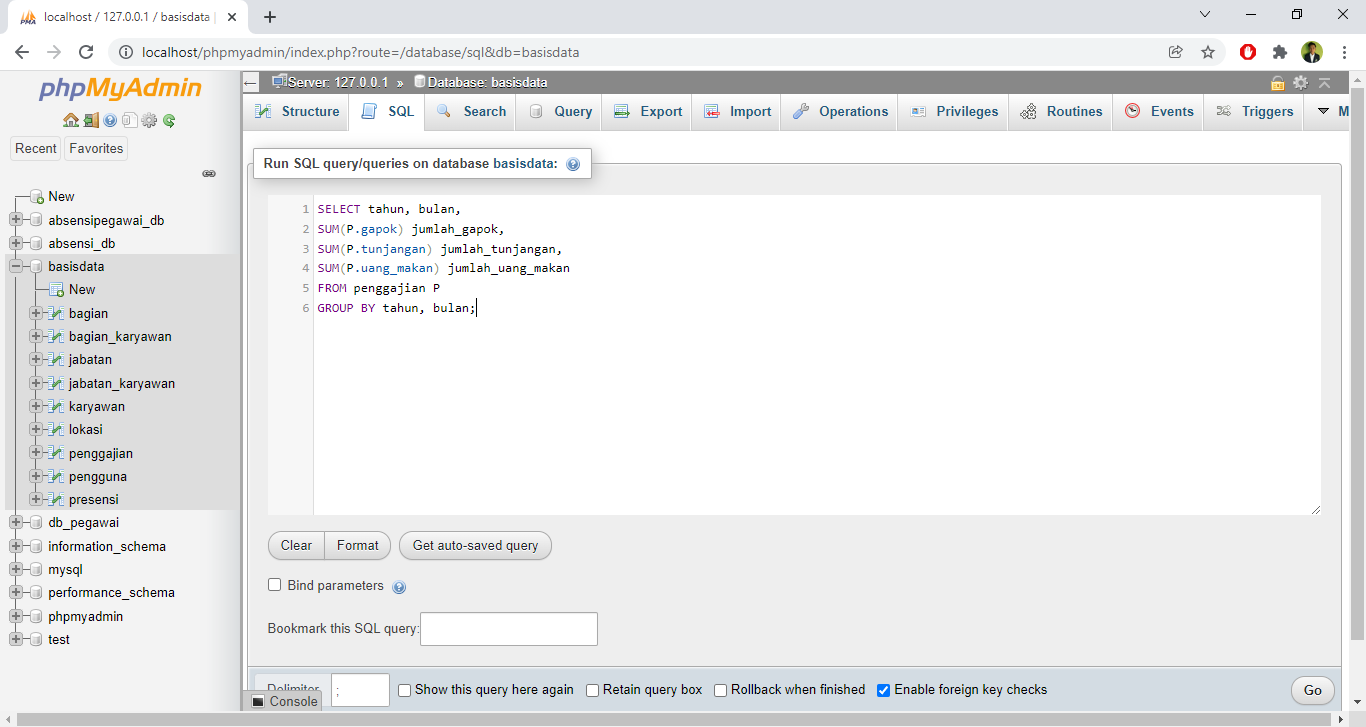 localhost / 127.0.0.1 / basisdata |
localhost/phpmyadmin/index.php?route=/database/sql&db=basisdata
phpMyAdmin
Recent Favorites
New
absensipegawai_db
absensi_db
basisdata
New
bagian
bagian_karyawan
jabatan
jabatan_karyawan
karyawan
lokasi
penggajian
pengguna
presensi
db_pegawai
information_schema
mysql
performance_schema
phpmyadmin
test
Server: 127.0.0.1 » Database: basisdata
Structure SQL Search Query Export Import Operations Privileges Routines Events Triggers M
Run SQL query/queries on database basisdata:
1 SELECT tahun, bulan,
2 SUM(P.gapok) jumlah_gapok,
3 SUM(P.tunjangan) jumlah_tunjangan,
4 SUM(P.uang_makan) jumlah_uang_makan
5 FROM penggajian P
6 GROUP BY tahun, bulan;
Clear Format Get auto-saved query
Bind parameters
Bookmark this SQL query:
Delimiter ; Show this query here again Retain query box Rollback when finished Enable foreign key checks Go
Console